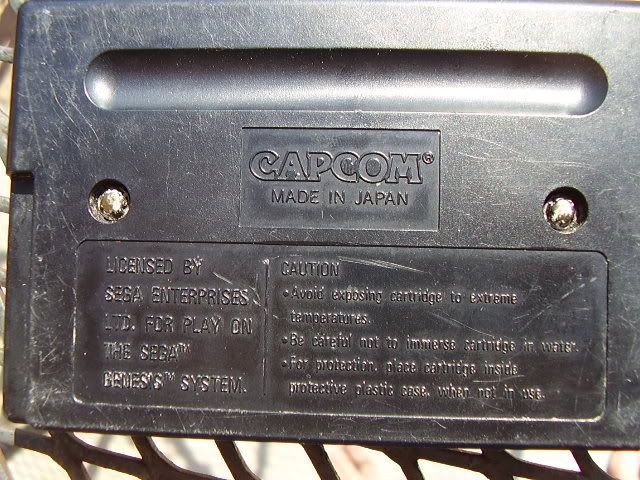 CAPCOM®
MADE IN JAPAN
LICENSED BY
SEGA ENTERPRISES
LTD. FOR PLAY ON
THE SEGA™
GENESIS™ SYSTEM.
CAUTION
•Avoid exposing cartridge to extreme
temperatures.
•Be careful not to immerse cartridge in water.
•For protection, place cartridge inside
protective plastic case, when not in use.